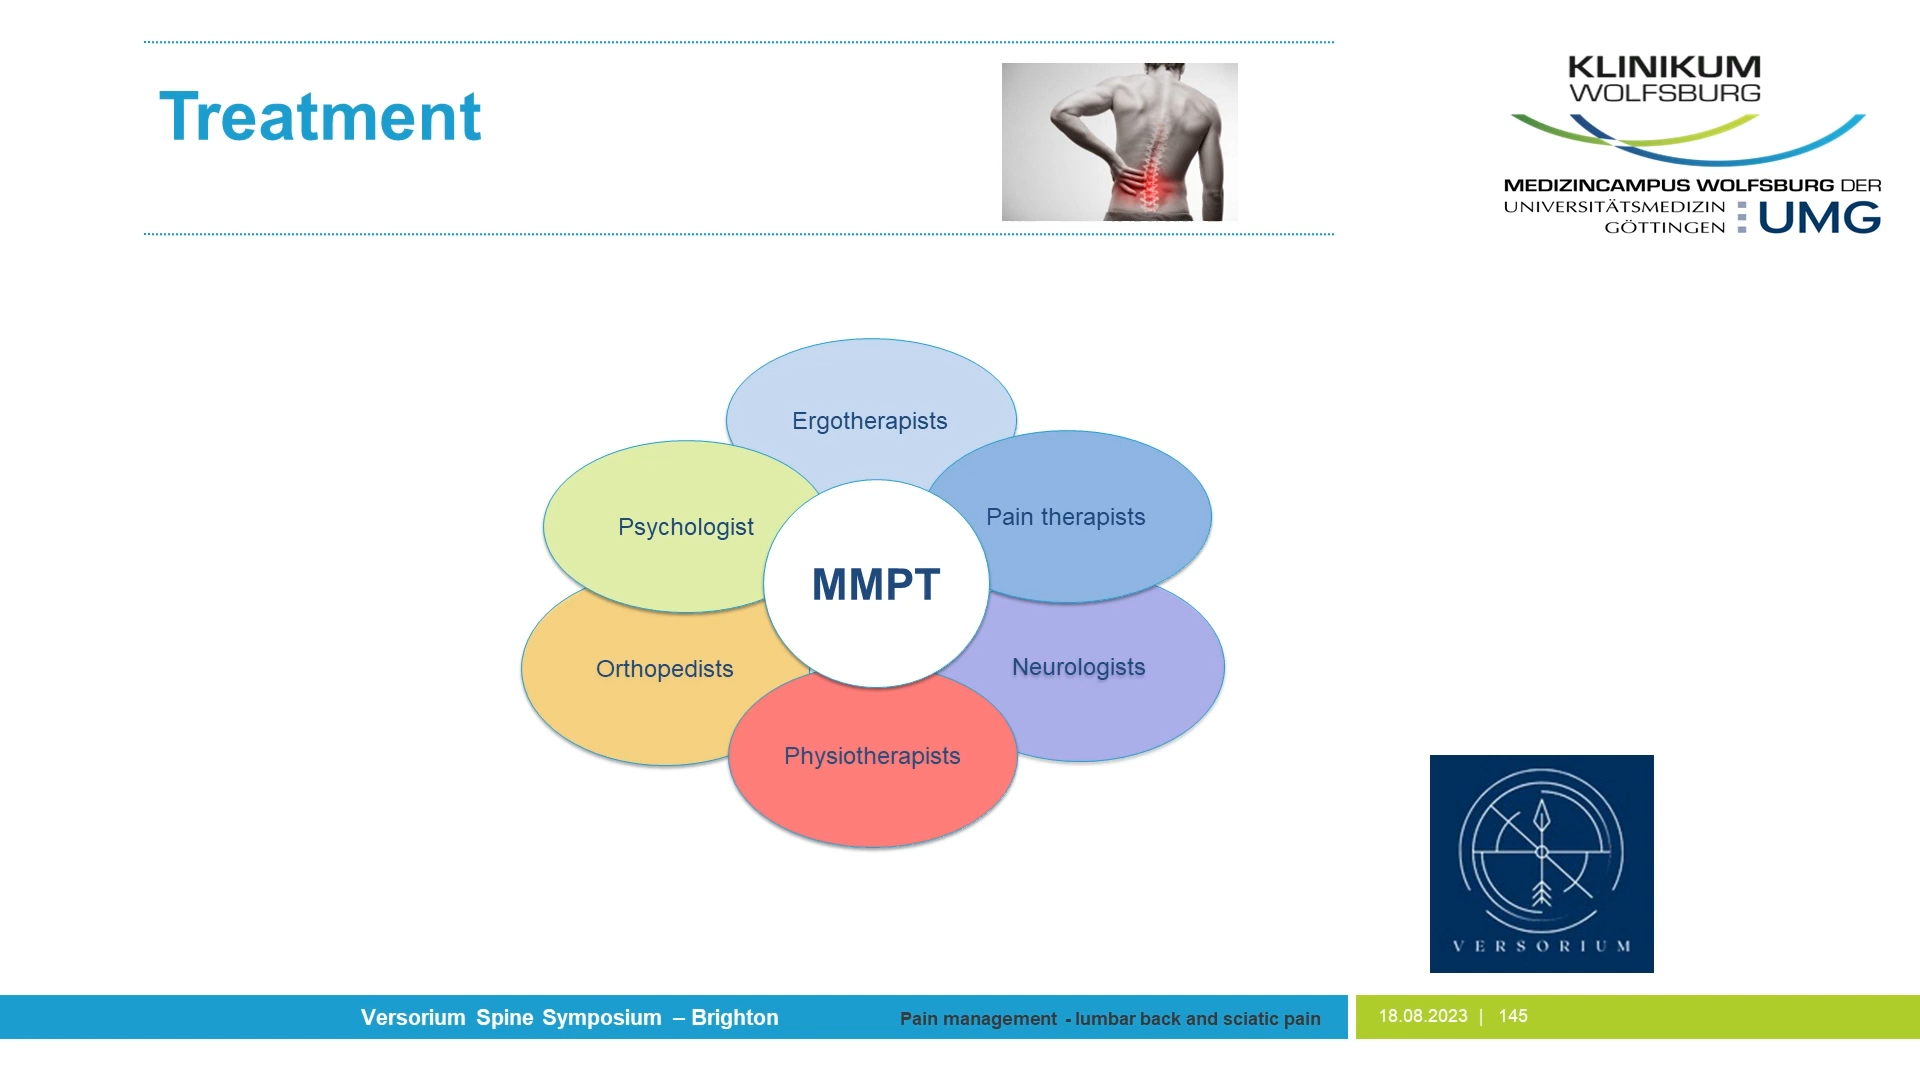 Treatment
KLINIKUM
WOLFSBURG
MEDIZINCAMPUS WOLFSBURG DER
UNIVERSITÄTSMEDIZIN
GÖTTINGEN
UMG
Ergotherapists
Psychologist
Pain therapists
MMPT
Orthopedists
Neurologists
Physiotherapists
VERSORIUM
Versorium Spine Symposium – Brighton
Pain management - lumbar back and sciatic pain
18.08.2023 | 145